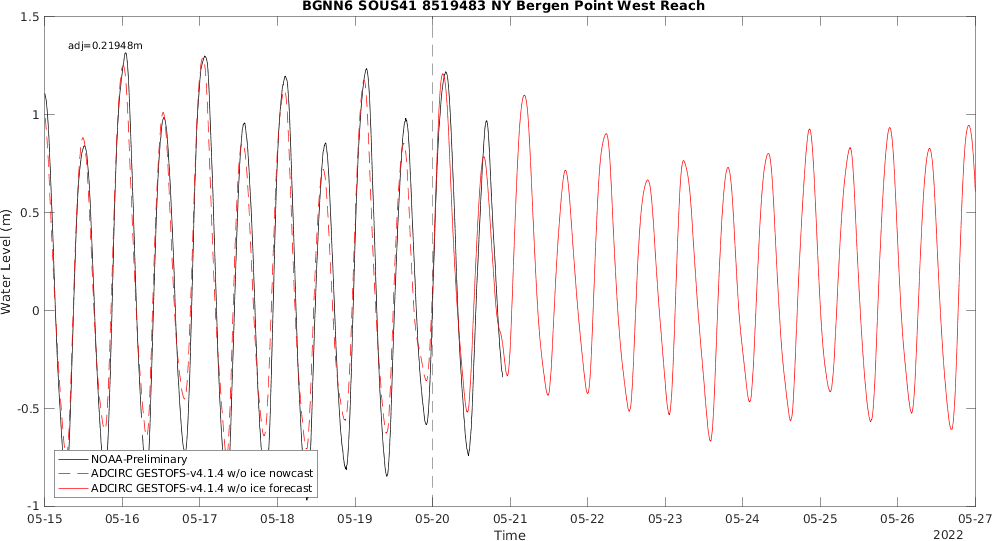 BGNN6 SOUS41 8519483 NY Bergen Point West Reach
adj=0.21948m
Water Level (m)
1.5
1
0.5
0
-0.5
-1
NOAA-Preliminary
ADCIRC GESTOFS-v4.1.4 w/o ice nowcast
ADCIRC GESTOFS-v4.1.4 w/o ice forecast
05-15 05-16 05-17 05-18 05-19 05-20 05-21 05-22 05-23 05-24 05-25 05-26 05-27
Time
2022